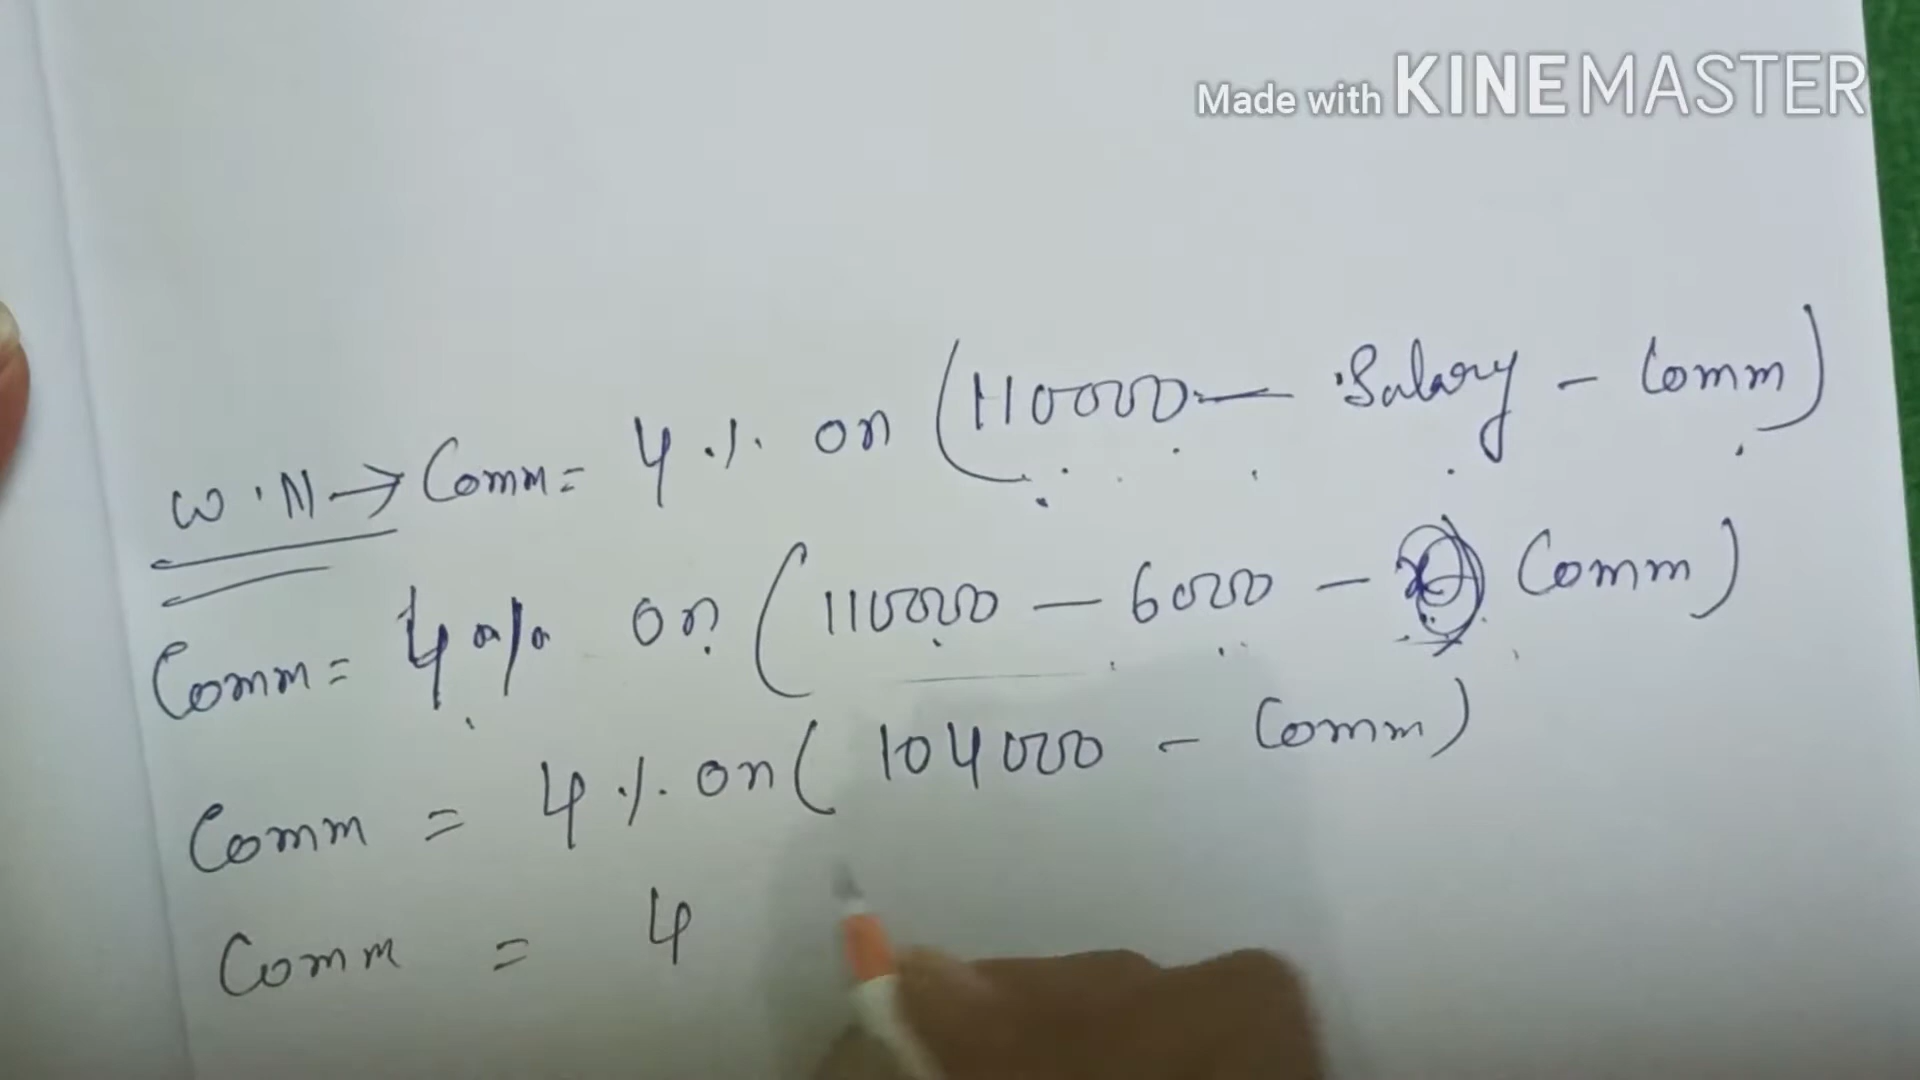 Made with KINEMASTER
W.N → Comm = 4 % on (110000 — Salary - Comm)
Comm = 4 % on (110000 — 6000 - Comm)
Comm = 4 % on (104000 - Comm)
Comm = 4